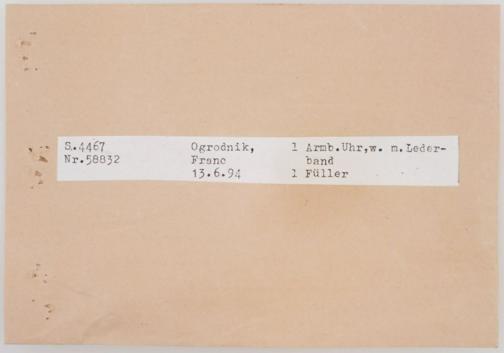 S.4467 Ogrodnik, 1 Armb.Uhr,w. m.Leder-
Nr.58832 Franc band
13.6.94 1 Füller